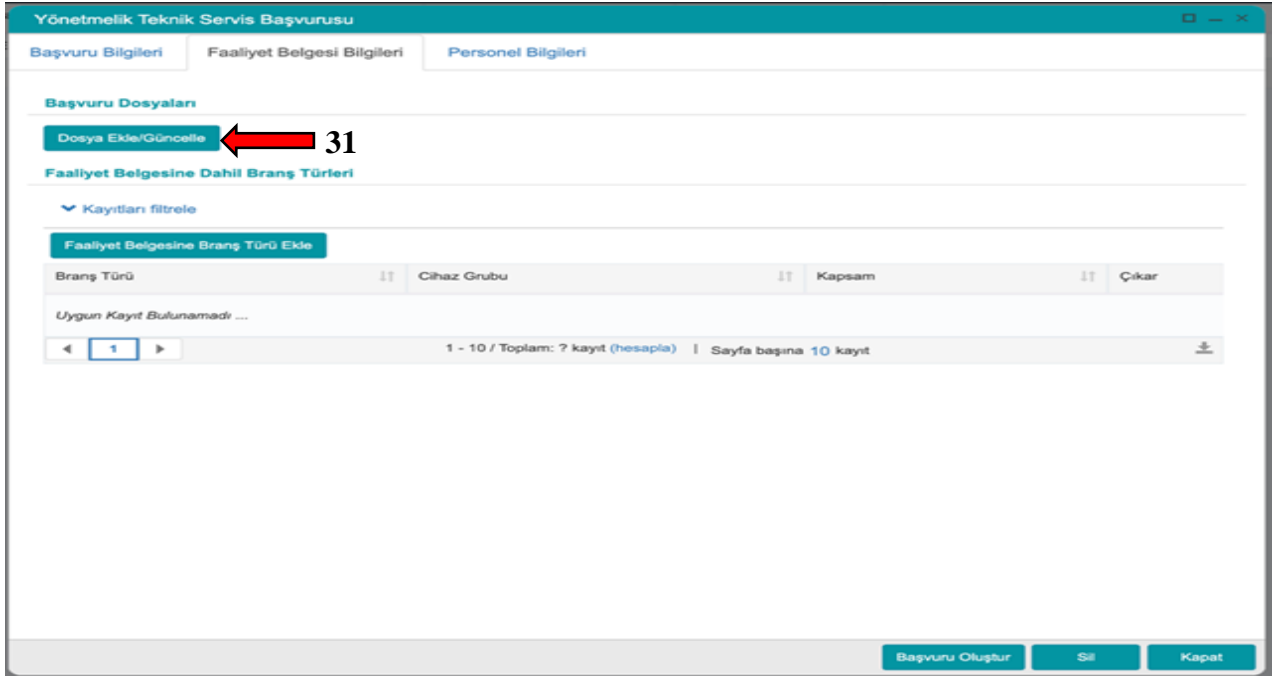 Yönetmelik Teknik Servis Başvurusu
Başvuru Bilgileri Faaliyet Belgesi Bilgileri Personel Bilgileri
Başvuru Dosyaları
Dosya Ekle/Güncelle 31
Faaliyet Belgesine Dahil Branş Türleri
Kayıtları filtrele
Faaliyet Belgesine Branş Türü Ekle
Branş Türü Cihaz Grubu Kapsam Çıkar
Uygun Kayıt Bulunamadı ...
1 1 - 10 / Toplam: ? kayıt (hesapla) | Sayfa başına 10 kayıt
Başvuru Oluştur Sil Kapat